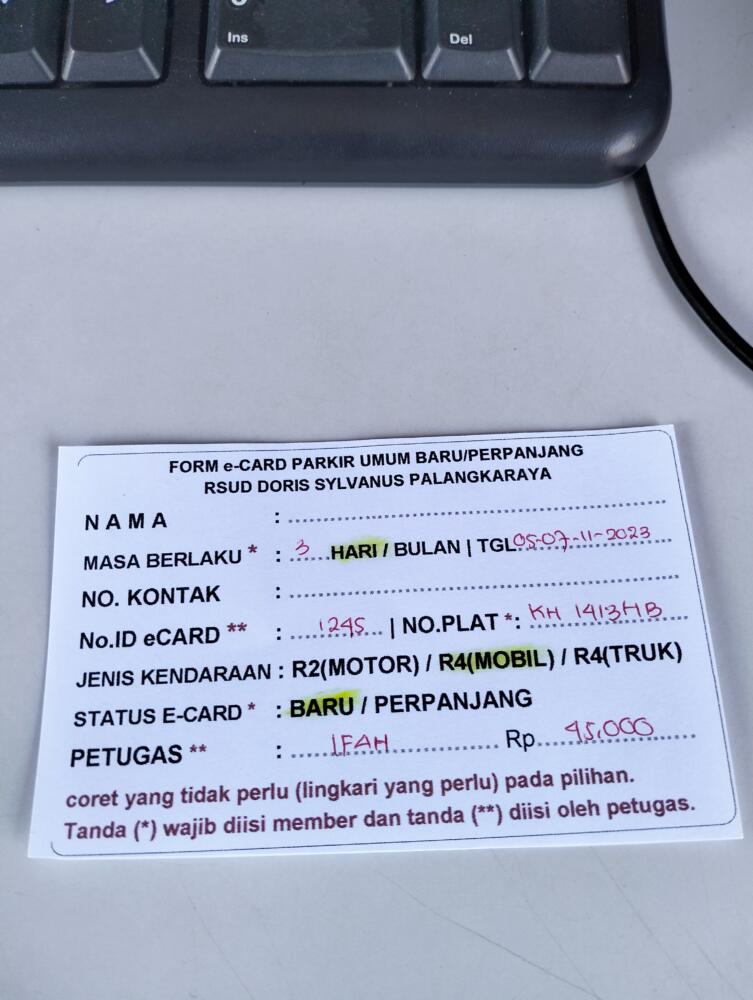 Ins
Del
FORM e-CARD PARKIR UMUM BARU/PERPANJANG
RSUD DORIS SYLVANUS PALANGKARAYA
NAMA :
MASA BERLAKU * : 3 HARI / BULAN | TGL. 05-07-11-2023
NO. KONTAK :
No.ID eCARD ** : 1245 | NO.PLAT *: KH 1413HB
JENIS KENDARAAN : R2(MOTOR) / R4(MOBIL) / R4(TRUK)
STATUS E-CARD * : BARU / PERPANJANG
PETUGAS ** : IFAH Rp. 45.000
coret yang tidak perlu (lingkari yang perlu) pada pilihan.
Tanda (*) wajib diisi member dan tanda (**) diisi oleh petugas.